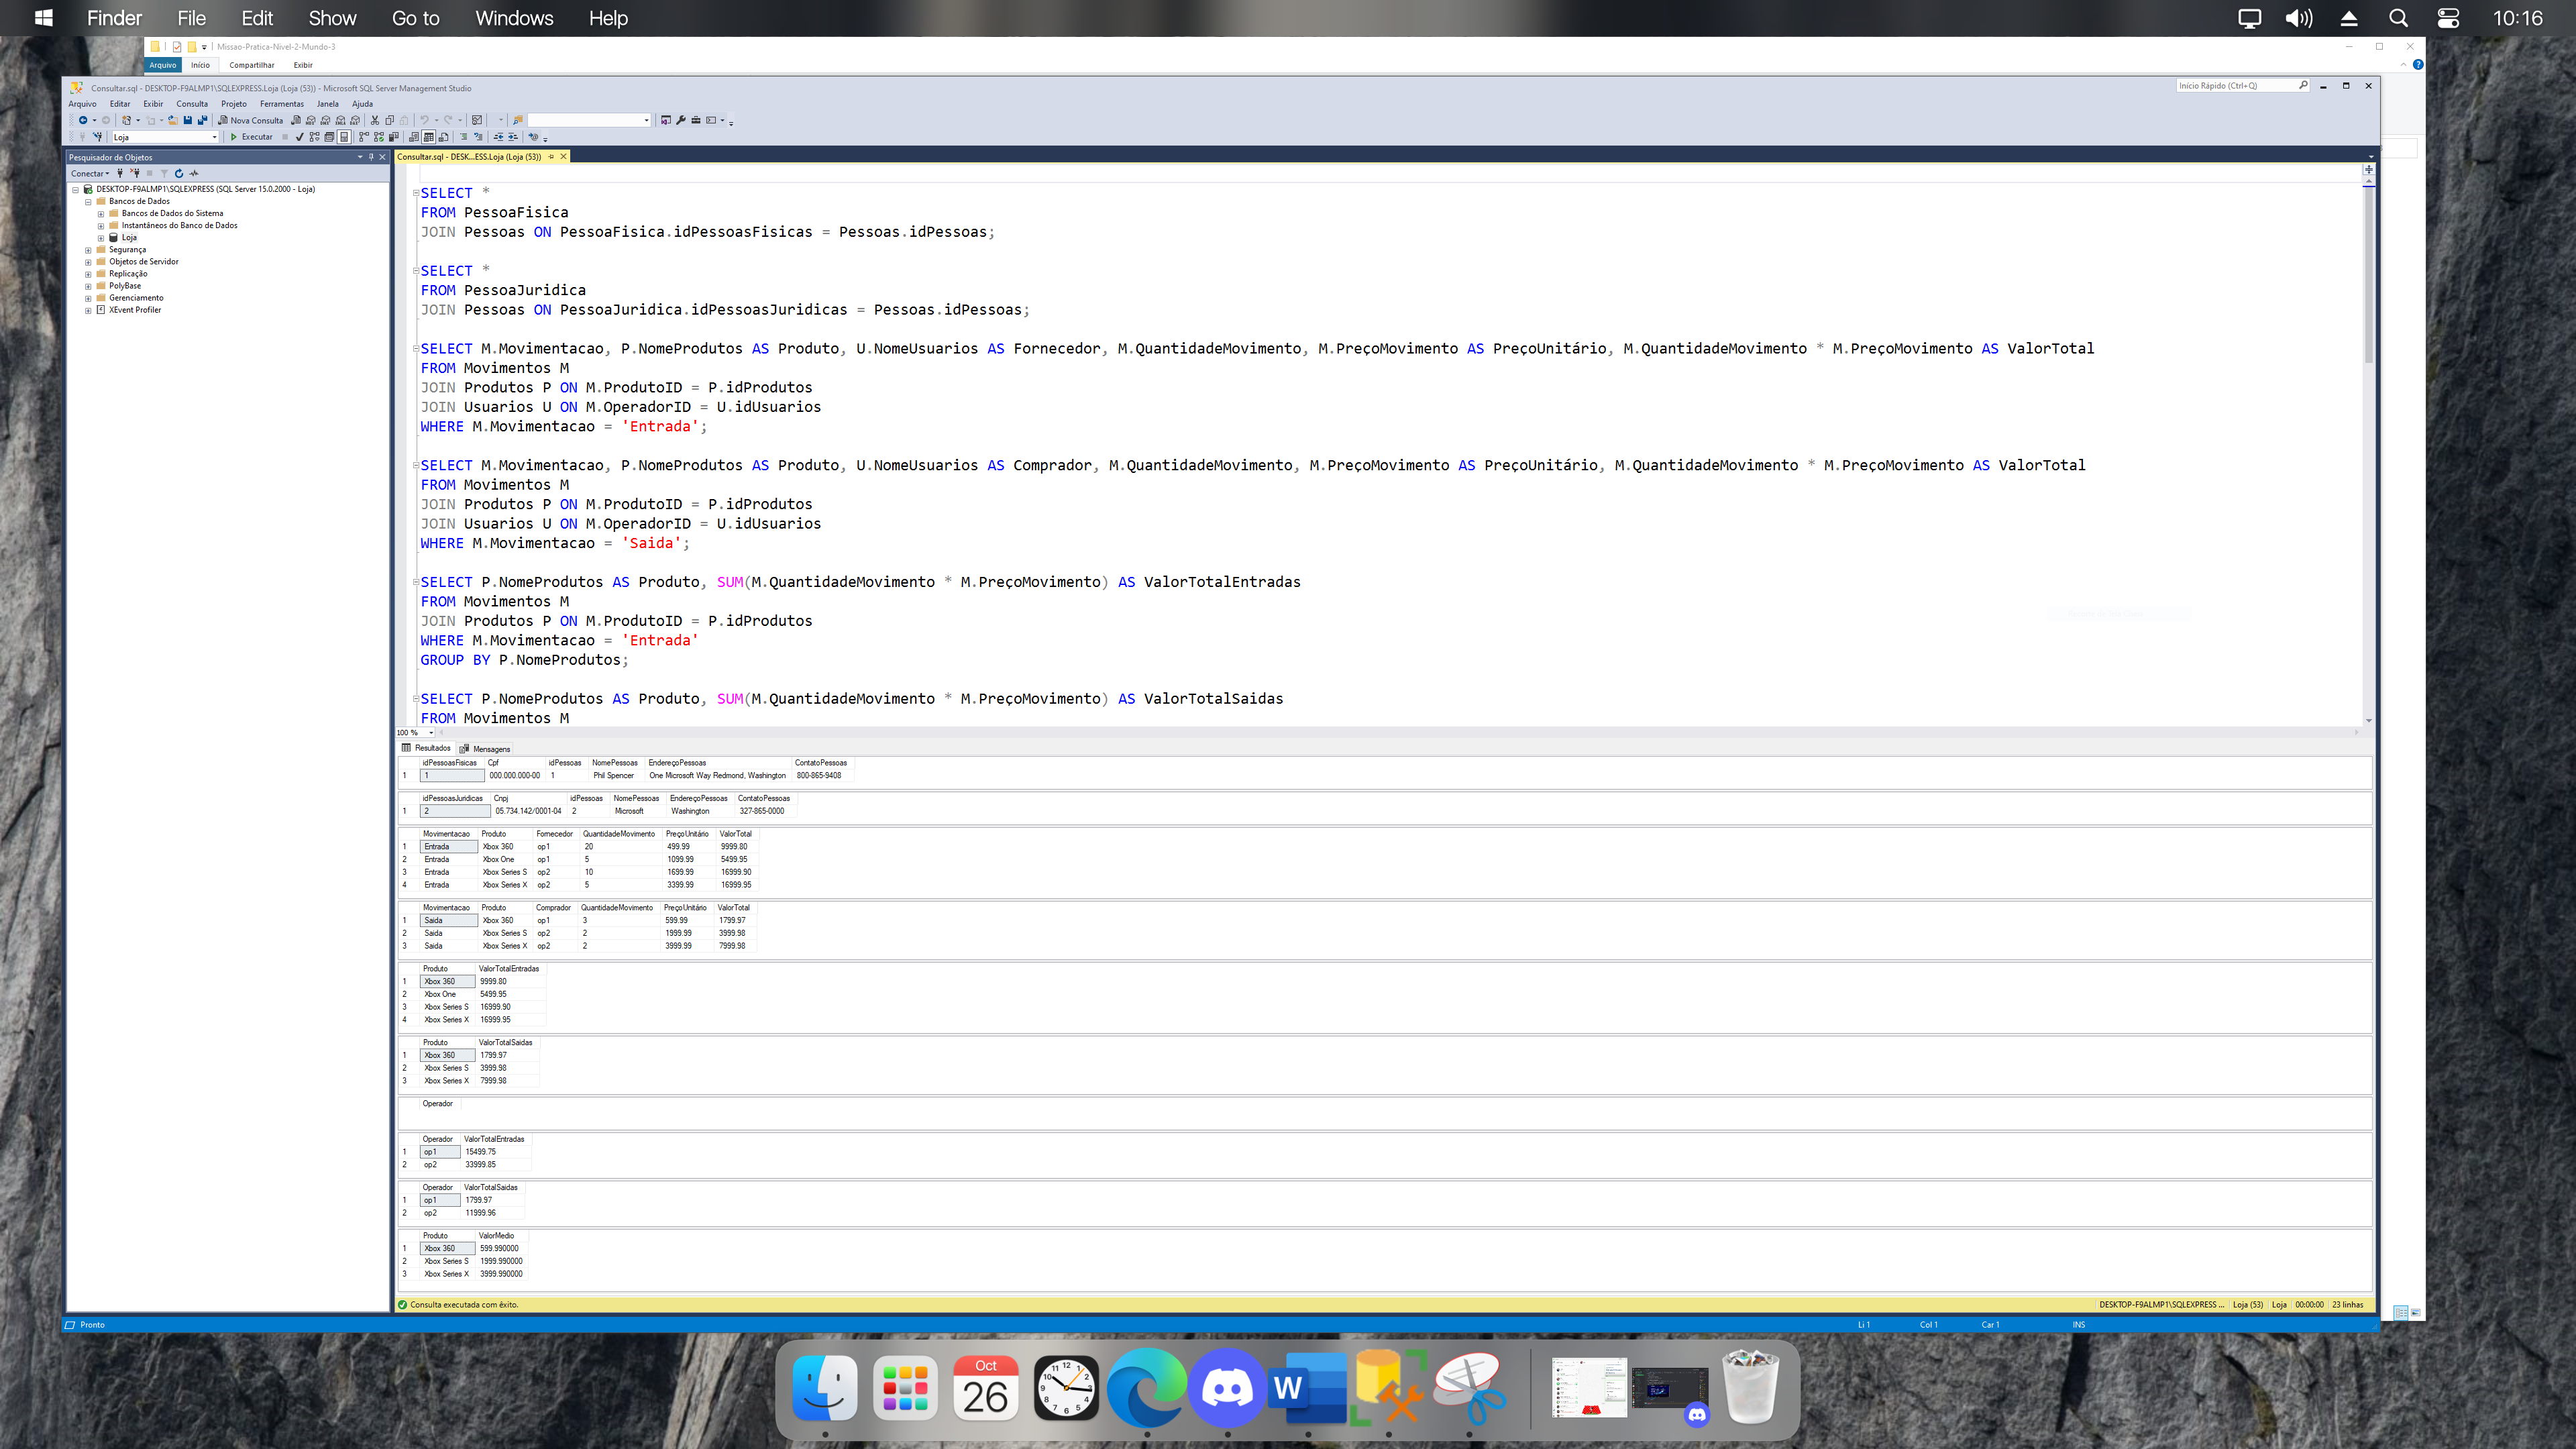 Finder File Edit Show Go to Windows Help 10:16
Missao-Pratica-Nivel-2-Mundo-3
Arquivo Início Compartilhar Exibir
Consultar.sql - DESKTOP-F9ALMP1\SQLEXPRESS.Loja (Loja (53)) - Microsoft SQL Server Management Studio
Início Rápido (Ctrl+Q)
Arquivo Editar Exibir Consulta Projeto Ferramentas Janela Ajuda
Nova Consulta
Loja Executar
Pesquisador de Objetos
Conectar
DESKTOP-F9ALMP1\SQLEXPRESS (SQL Server 15.0.2000 - Loja)
Bancos de Dados
Bancos de Dados do Sistema
Instantâneos do Banco de Dados
Loja
Segurança
Objetos de Servidor
Replicação
PolyBase
Gerenciamento
XEvent Profiler
Consultar.sql - DESK...ESS.Loja (Loja (53))
SELECT *
FROM PessoaFisica
JOIN Pessoas ON PessoaFisica.idPessoasFisicas = Pessoas.idPessoas;
SELECT *
FROM PessoaJuridica
JOIN Pessoas ON PessoaJuridica.idPessoasJuridicas = Pessoas.idPessoas;
SELECT M.Movimentacao, P.NomeProdutos AS Produto, U.NomeUsuarios AS Fornecedor, M.QuantidadeMovimento, M.PreçoMovimento AS PreçoUnitário, M.QuantidadeMovimento * M.PreçoMovimento AS ValorTotal
FROM Movimentos M
JOIN Produtos P ON M.ProdutoID = P.idProdutos
JOIN Usuarios U ON M.OperadorID = U.idUsuarios
WHERE M.Movimentacao = 'Entrada';
SELECT M.Movimentacao, P.NomeProdutos AS Produto, U.NomeUsuarios AS Comprador, M.QuantidadeMovimento, M.PreçoMovimento AS PreçoUnitário, M.QuantidadeMovimento * M.PreçoMovimento AS ValorTotal
FROM Movimentos M
JOIN Produtos P ON M.ProdutoID = P.idProdutos
JOIN Usuarios U ON M.OperadorID = U.idUsuarios
WHERE M.Movimentacao = 'Saida';
SELECT P.NomeProdutos AS Produto, SUM(M.QuantidadeMovimento * M.PreçoMovimento) AS ValorTotalEntradas
FROM Movimentos M
JOIN Produtos P ON M.ProdutoID = P.idProdutos
WHERE M.Movimentacao = 'Entrada'
GROUP BY P.NomeProdutos;
SELECT P.NomeProdutos AS Produto, SUM(M.QuantidadeMovimento * M.PreçoMovimento) AS ValorTotalSaidas
FROM Movimentos M
100 %
Resultados Mensagens
idPessoasFisicas Cpf idPessoas NomePessoas EndereçoPessoas ContatoPessoas
1 1 000.000.000-00 1 Phil Spencer One Microsoft Way Redmond, Washington 800-865-9408
idPessoasJuridicas Cnpj idPessoas NomePessoas EndereçoPessoas ContatoPessoas
1 2 05.734.142/0001-04 2 Microsoft Washington 327-865-0000
Movimentacao Produto Fornecedor QuantidadeMovimento PreçoUnitário ValorTotal
1 Entrada Xbox 360 op1 20 499.99 9999.80
2 Entrada Xbox One op1 5 1099.99 5499.95
3 Entrada Xbox Series S op2 10 1699.99 16999.90
4 Entrada Xbox Series X op2 5 3399.99 16999.95
Movimentacao Produto Comprador QuantidadeMovimento PreçoUnitário ValorTotal
1 Saida Xbox 360 op1 3 599.99 1799.97
2 Saida Xbox Series S op2 2 1999.99 3999.98
3 Saida Xbox Series X op2 2 3999.99 7999.98
Produto ValorTotalEntradas
1 Xbox 360 9999.80
2 Xbox One 5499.95
3 Xbox Series S 16999.90
4 Xbox Series X 16999.95
Produto ValorTotalSaidas
1 Xbox 360 1799.97
2 Xbox Series S 3999.98
3 Xbox Series X 7999.98
Operador
Operador ValorTotalEntradas
1 op1 15499.75
2 op2 33999.85
Operador ValorTotalSaidas
1 op1 1799.97
2 op2 11999.96
Produto ValorMedio
1 Xbox 360 599.990000
2 Xbox Series S 1999.990000
3 Xbox Series X 3999.990000
Consulta executada com êxito. DESKTOP-F9ALMP1\SQLEXPRESS ... Loja (53) Loja 00:00:00 23 linhas
Pronto Li 1 Col 1 Car 1 INS
Oct
26
12 1 2 3 4 5 6 7 8 9 10 11
W